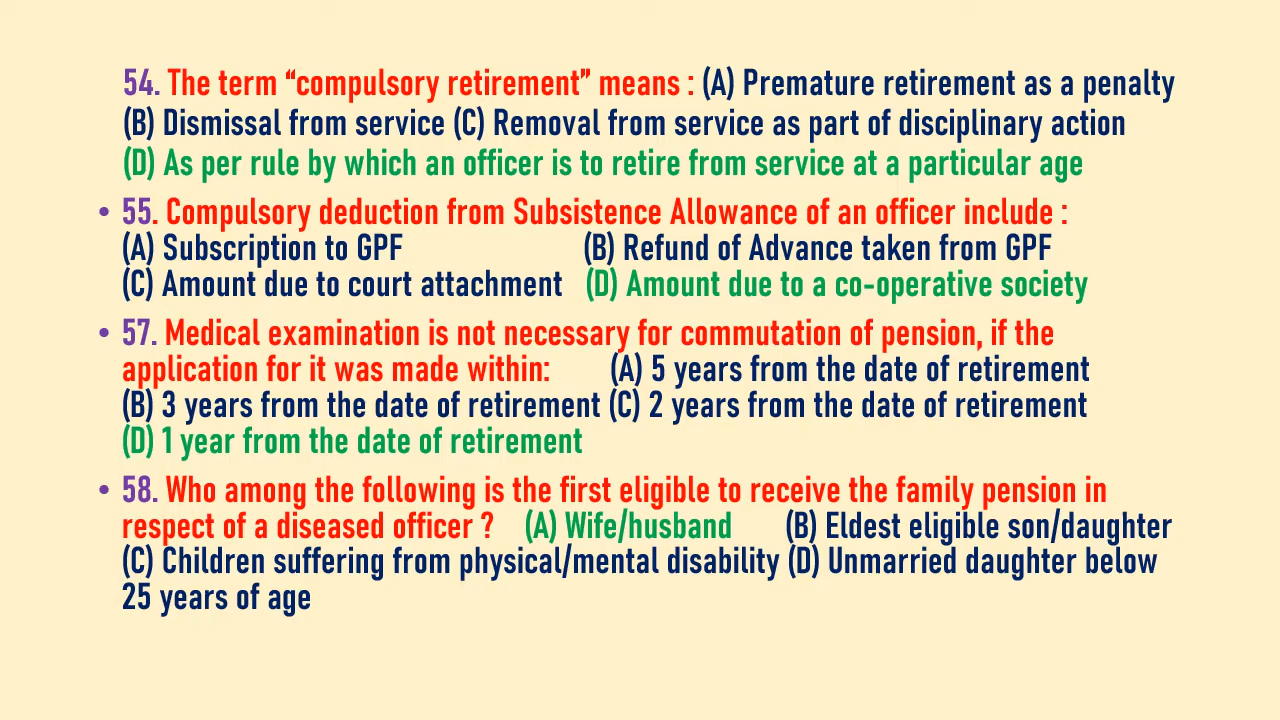 54. The term “compulsory retirement” means : (A) Premature retirement as a penalty
(B) Dismissal from service (C) Removal from service as part of disciplinary action
(D) As per rule by which an officer is to retire from service at a particular age
• 55. Compulsory deduction from Subsistence Allowance of an officer include :
(A) Subscription to GPF (B) Refund of Advance taken from GPF
(C) Amount due to court attachment (D) Amount due to a co-operative society
• 57. Medical examination is not necessary for commutation of pension, if the
application for it was made within: (A) 5 years from the date of retirement
(B) 3 years from the date of retirement (C) 2 years from the date of retirement
(D) 1 year from the date of retirement
• 58. Who among the following is the first eligible to receive the family pension in
respect of a diseased officer ? (A) Wife/husband (B) Eldest eligible son/daughter
(C) Children suffering from physical/mental disability (D) Unmarried daughter below
25 years of age